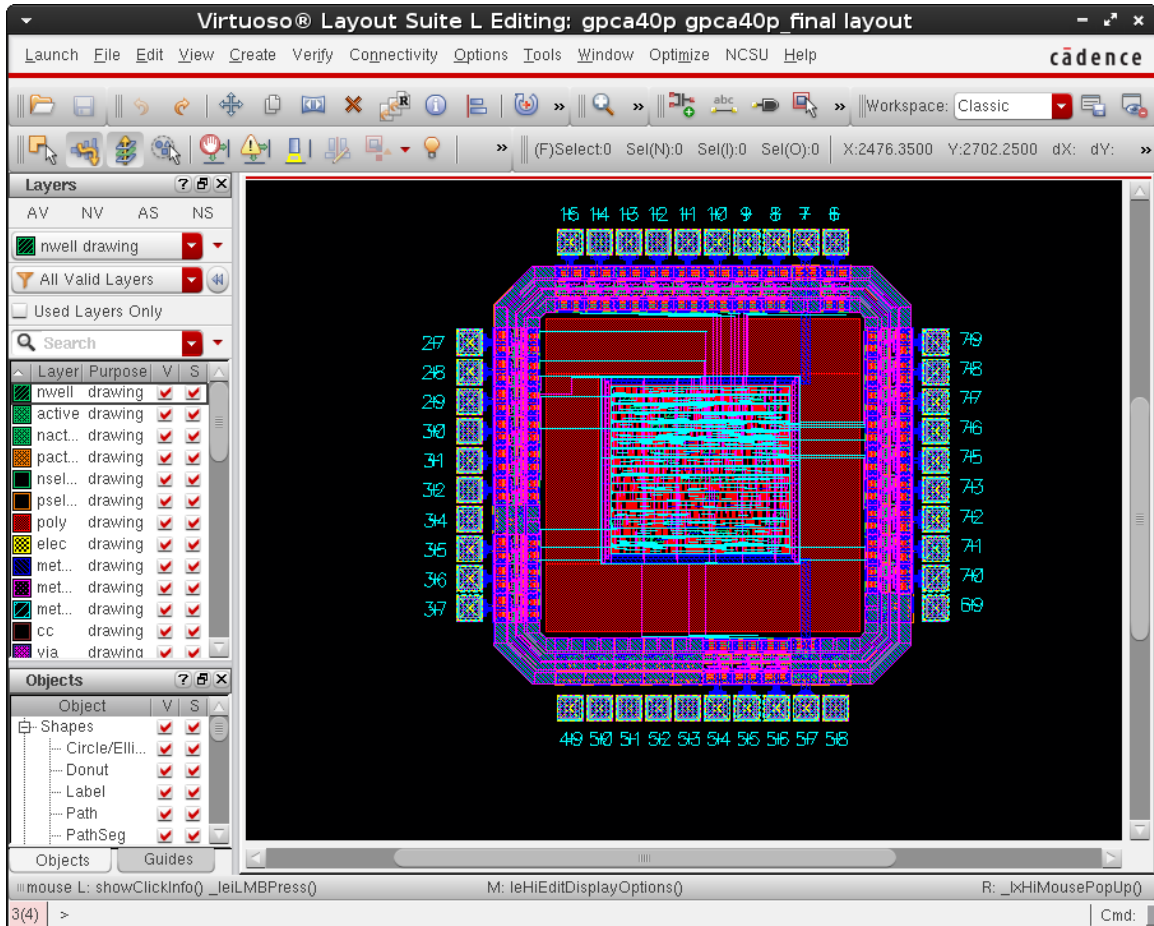 Virtuoso® Layout Suite L Editing: gpca40p gpca40p_final layout
Launch File Edit View Create Verify Connectivity Options Tools Window Optimize NCSU Help cādence
R abc Workspace: Classic
(F)Select:0 Sel(N):0 Sel(I):0 Sel(O):0 X:2476.3500 Y:2702.2500 dX: dY:
Layers
AV NV AS NS
nwell drawing
All Valid Layers
Used Layers Only
Search
Layer Purpose V S
nwell drawing
active drawing
nact... drawing
pact... drawing
nsel... drawing
psel... drawing
poly drawing
elec drawing
met... drawing
met... drawing
met... drawing
cc drawing
via drawing
Objects
Object V S
Shapes
Circle/Elli...
Donut
Label
Path
PathSeg
Objects Guides
15 14 13 12 11 10 9 8 7 6
27 79
28 78
29 77
30 76
31 75
32 73
34 72
35 71
36 70
37 69
49 50 51 52 53 54 55 56 57 58
mouse L: showClickInfo() _leiLMBPress() M: leHiEditDisplayOptions() R: _lxHiMousePopUp()
3(4) > Cmd: